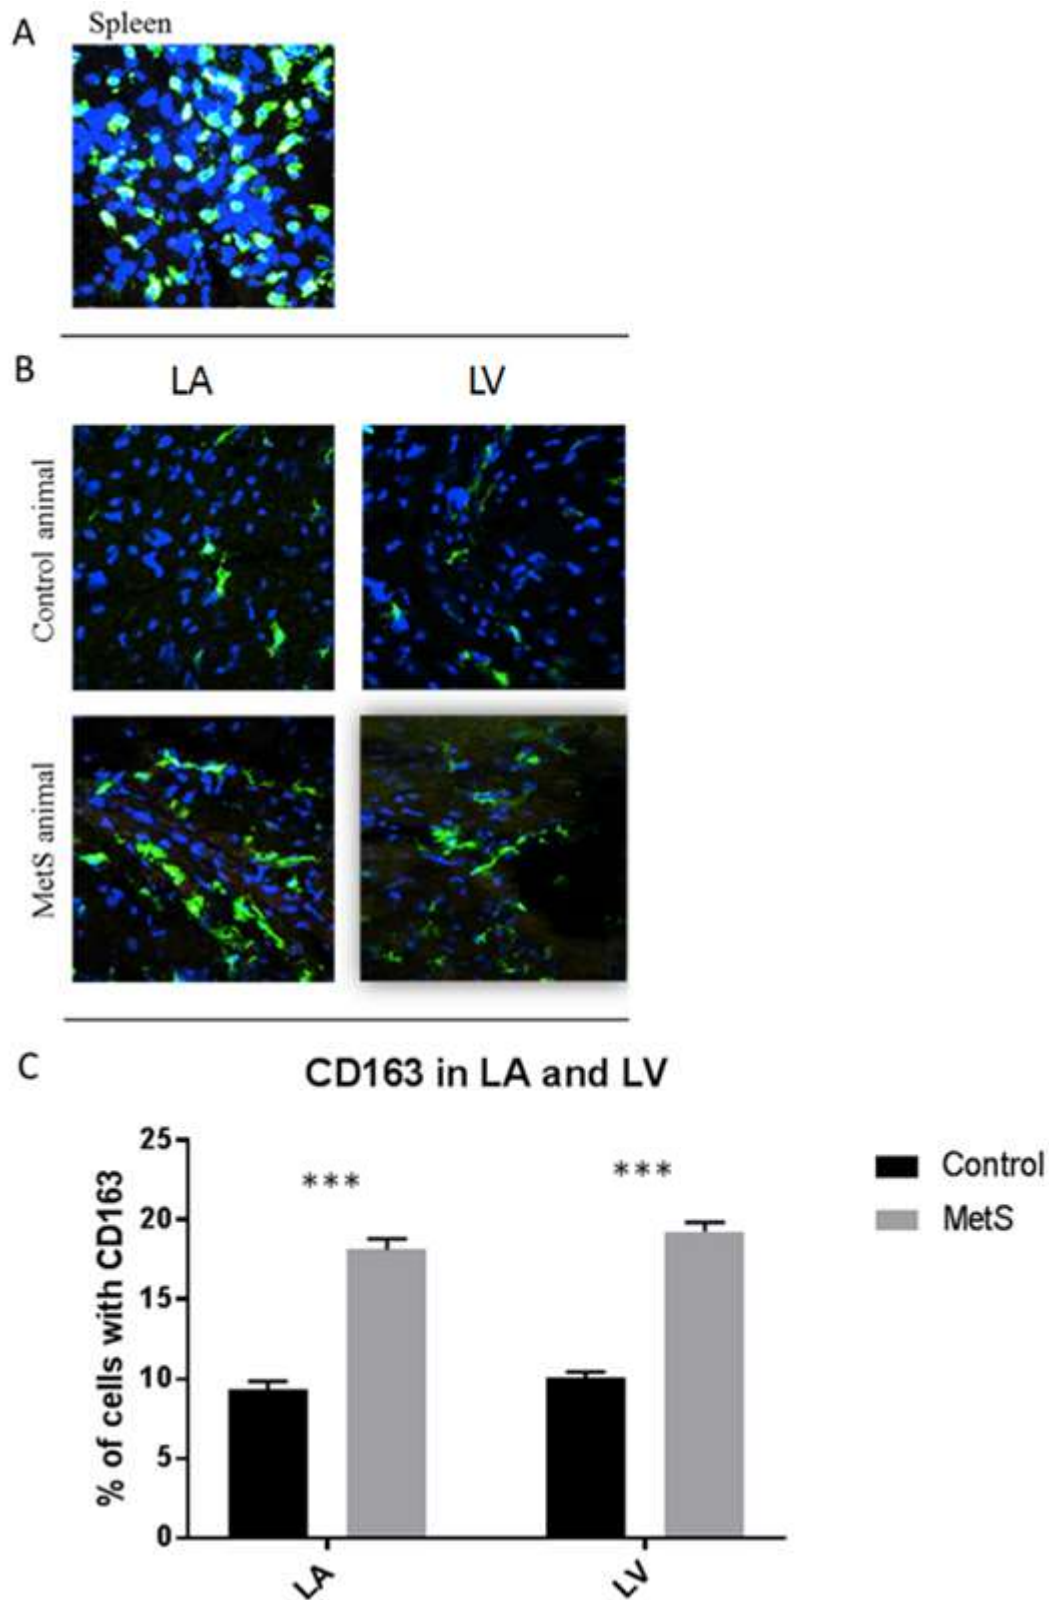 A
Spleen
B
LA
LV
Control animal
MetS animal
C
CD163 in LA and LV
% of cells with CD163
25
20
15
10
5
0
***
***
LA
LV
Control
MetS